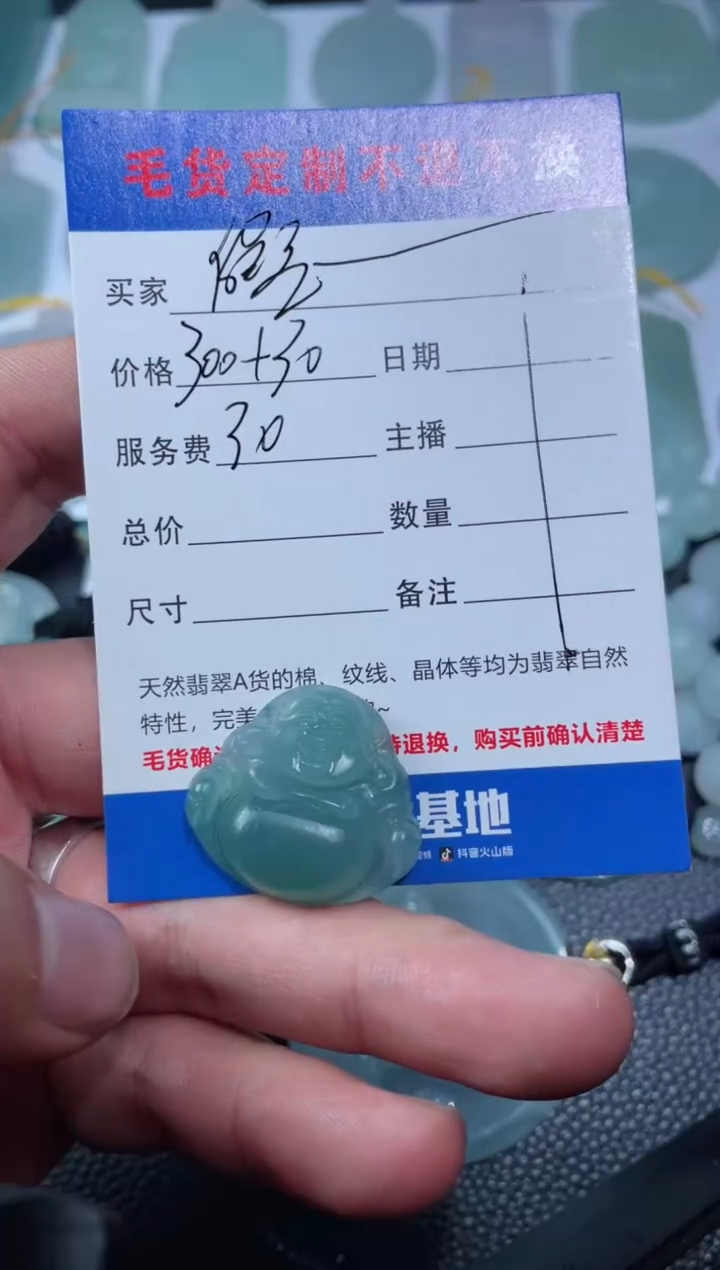 毛货定制不退不换
买家
价格 300+30 日期
服务费 30 主播
总价 数量
尺寸 备注
天然翡翠A货的棉、纹线、晶体等均为翡翠自然
特性，完美
毛货确 退换，购买前确认清楚
基地
抖音火山版